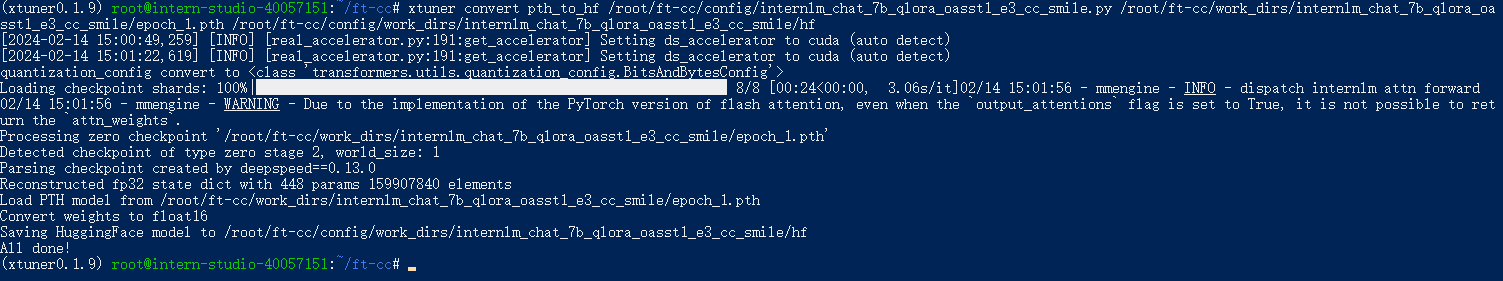 (xtuner0.1.9) root@intern-studio-40057151:~/ft-cc# xtuner convert pth_to_hf /root/ft-cc/config/internlm_chat_7b_qlora_oasst1_e3_cc_smile.py /root/ft-cc/work_dirs/internlm_chat_7b_qlora_oa
sst1_e3_cc_smile/epoch_1.pth /root/ft-cc/config/work_dirs/internlm_chat_7b_qlora_oasst1_e3_cc_smile/hf
[2024-02-14 15:00:49,259] [INFO] [real_accelerator.py:191:get_accelerator] Setting ds_accelerator to cuda (auto detect)
[2024-02-14 15:01:22,619] [INFO] [real_accelerator.py:191:get_accelerator] Setting ds_accelerator to cuda (auto detect)
quantization_config convert to <class 'transformers.utils.quantization_config.BitsAndBytesConfig'>
Loading checkpoint shards: 100%| 8/8 [00:24<00:00,  3.06s/it]02/14 15:01:56 - mmengine - INFO - dispatch internlm attn forward
02/14 15:01:56 - mmengine - WARNING - Due to the implementation of the PyTorch version of flash attention, even when the `output_attentions` flag is set to True, it is not possible to ret
urn the `attn_weights`.
Processing zero checkpoint '/root/ft-cc/work_dirs/internlm_chat_7b_qlora_oasst1_e3_cc_smile/epoch_1.pth'
Detected checkpoint of type zero stage 2, world_size: 1
Parsing checkpoint created by deepspeed==0.13.0
Reconstructed fp32 state dict with 448 params 159907840 elements
Load PTH model from /root/ft-cc/work_dirs/internlm_chat_7b_qlora_oasst1_e3_cc_smile/epoch_1.pth
Convert weights to float16
Saving HuggingFace model to /root/ft-cc/config/work_dirs/internlm_chat_7b_qlora_oasst1_e3_cc_smile/hf
All done!
(xtuner0.1.9) root@intern-studio-40057151:~/ft-cc#